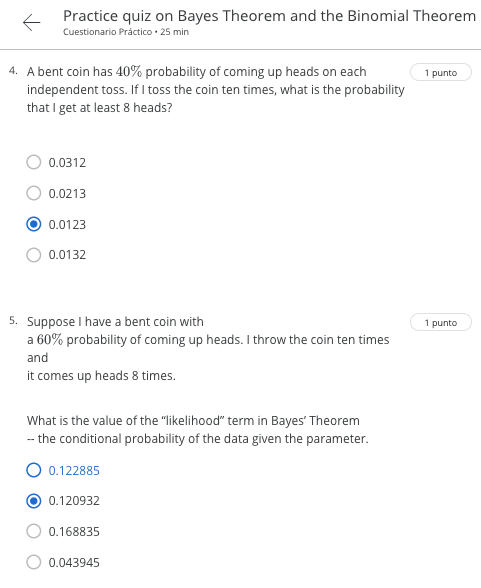 Practice quiz on Bayes Theorem and the Binomial Theorem
Cuestionario Práctico • 25 min
4. A bent coin has 40% probability of coming up heads on each
1 punto
independent toss. If I toss the coin ten times, what is the probability
that I get at least 8 heads?
0.0312
0.0213
0.0123
0.0132
5. Suppose I have a bent coin with
1 punto
a 60% probability of coming up heads. I throw the coin ten times
and
it comes up heads 8 times.
What is the value of the “likelihood” term in Bayes’ Theorem
-- the conditional probability of the data given the parameter.
0.122885
0.120932
0.168835
0.043945